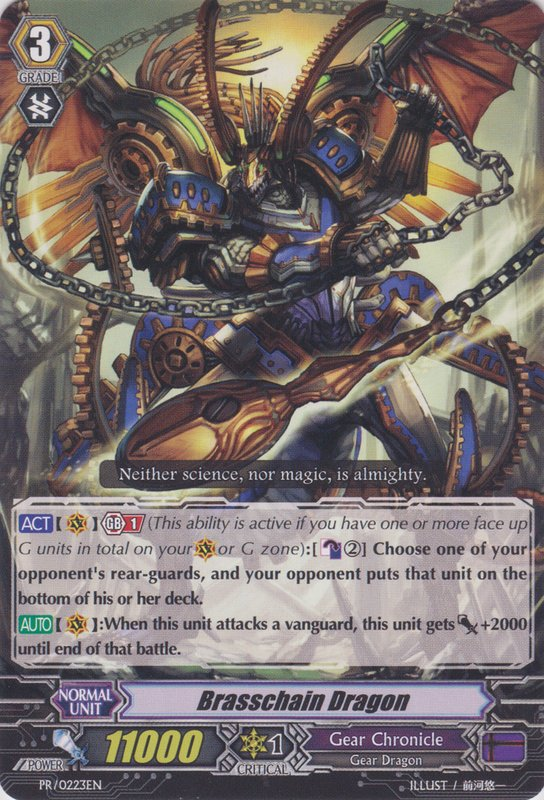 3
GRADE
Neither science, nor magic, is almighty.
ACT【 】GB 1 (This ability is active if you have one or more face up
G units in total on your or G zone):[ ②] Choose one of your
opponent's rear-guards, and your opponent puts that unit on the
bottom of his or her deck.
AUTO【 】:When this unit attacks a vanguard, this unit gets +2000
until end of that battle.
NORMAL
UNIT
Brasschain Dragon
POWER
11000
1
CRITICAL
Gear Chronicle
Gear Dragon
PR/0223EN
ILLUST / 前河悠一